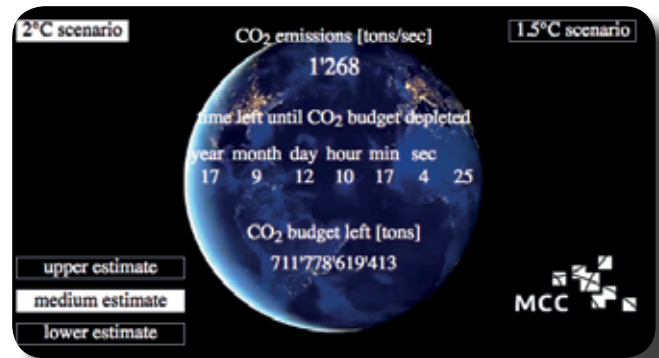 2°C scenario
CO2 emissions [tons/sec]
1.5°C scenario
1'268
time left until CO2 budget depleted
year month day hour min sec
17 9 12 10 17 4 25
CO2 budget left [tons]
711'778'619'413
upper estimate
medium estimate
lower estimate
MCC